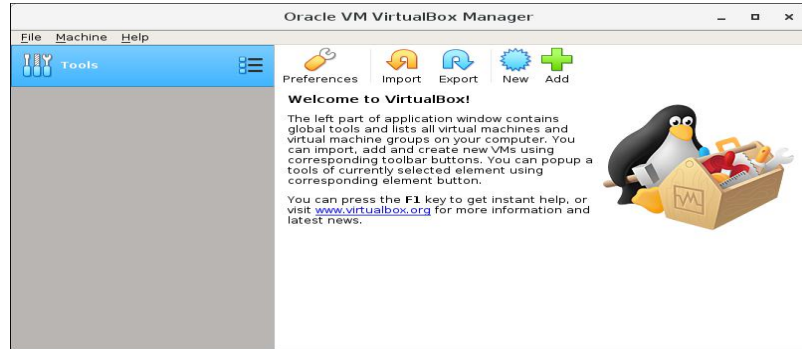 Oracle VM VirtualBox Manager
File Machine Help
Tools
Preferences Import Export New Add
Welcome to VirtualBox!
The left part of application window contains
global tools and lists all virtual machines and
virtual machine groups on your computer. You
can import, add and create new VMs using
corresponding toolbar buttons. You can popup a
tools of currently selected element using
corresponding element button.
You can press the F1 key to get instant help, or
visit www.virtualbox.org for more information and
latest news.